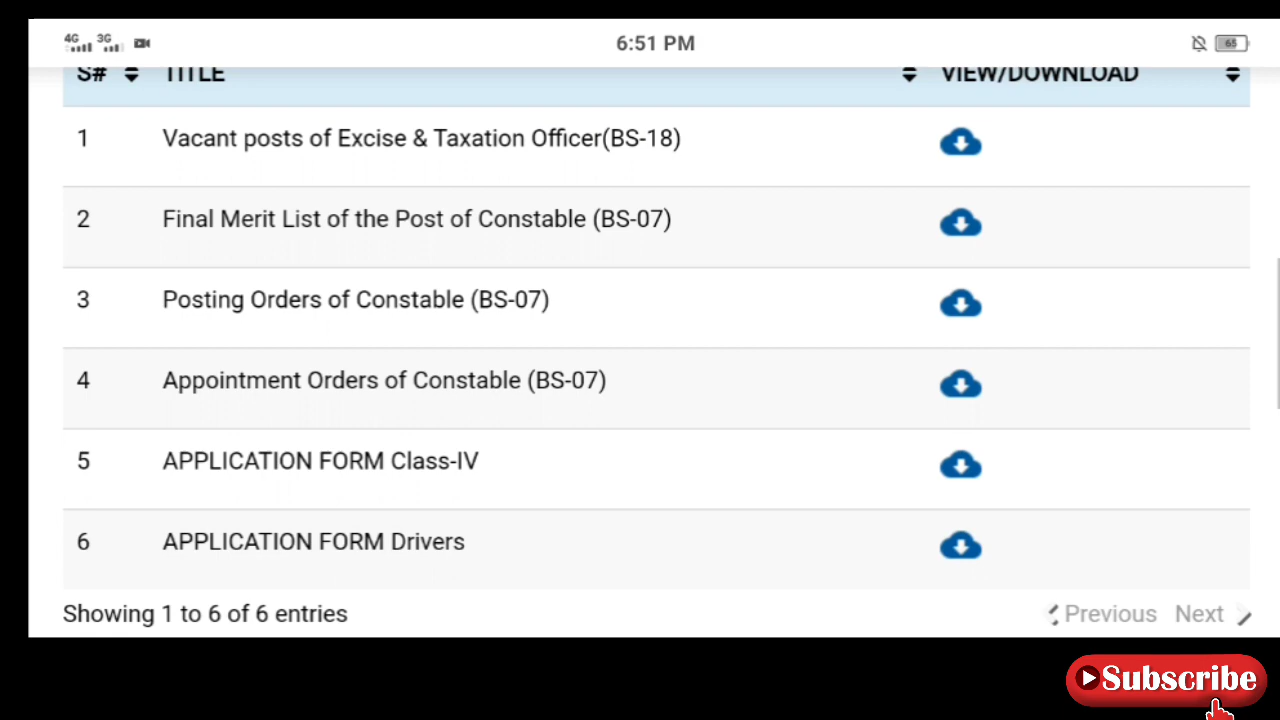 4G 3G 6:51 PM 65
S# TITLE VIEW/DOWNLOAD
1 Vacant posts of Excise & Taxation Officer(BS-18)
2 Final Merit List of the Post of Constable (BS-07)
3 Posting Orders of Constable (BS-07)
4 Appointment Orders of Constable (BS-07)
5 APPLICATION FORM Class-IV
6 APPLICATION FORM Drivers
Showing 1 to 6 of 6 entries Previous Next
Subscribe